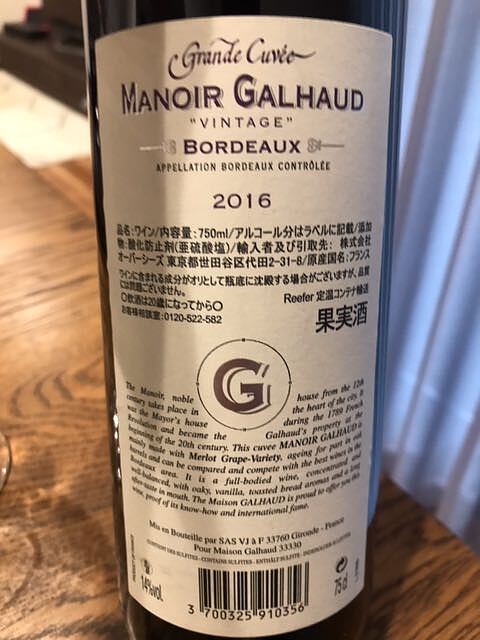 Grande Cuvée
MANOIR GALHAUD
"VINTAGE"
BORDEAUX
APPELLATION BORDEAUX CONTRÔLÉE
2016
品名:ワイン/内容量:750ml/アルコール分はラベルに記載/添加
物:酸化防止剤(亜硫酸塩)/輸入者及び引取先: 株式会社
オーバーシーズ 東京都世田谷区代田2-31-8/原産国名:フランス
ワインに含まれる成分がオリとして瓶底に沈殿する場合がございますが、品質
には問題ございません。
〇飲酒は20歳になってから〇
Reefer 定温コンテナ輸送
お客様相談室:0120-522-582
果実酒
G
The Manoir, noble house from the 12th
century takes place in the heart of the city. It
was the Mayor's house during the 1789 French
Revolution and became the Galhaud's property at the
beginning of the 20th century. This cuvee MANOIR GALHAUD is
mainly made with Merlot Grape-Variety, ageing for part in oak
barrels and can be compared and compete with the best wines in the
Bordeaux area. It is a full-bodied wine, concentrated and
well-balanced, with oaky, vanilla, toasted bread aromas and a long
after-taste in mouth. The Maison GALHAUD is proud to offer you this
wine, proof of its know-how and international fame.
Mis en Bouteille par SAS VJ à F 33760 Gironde - France
Pour Maison Galhaud 33330
CONTIENT DES SULFITES - CONTAINS SULFITES - ENTHÄLT SULFITE -
PRODUCT OF FRANCE
14%vol.
75 cl
3 700325 910356